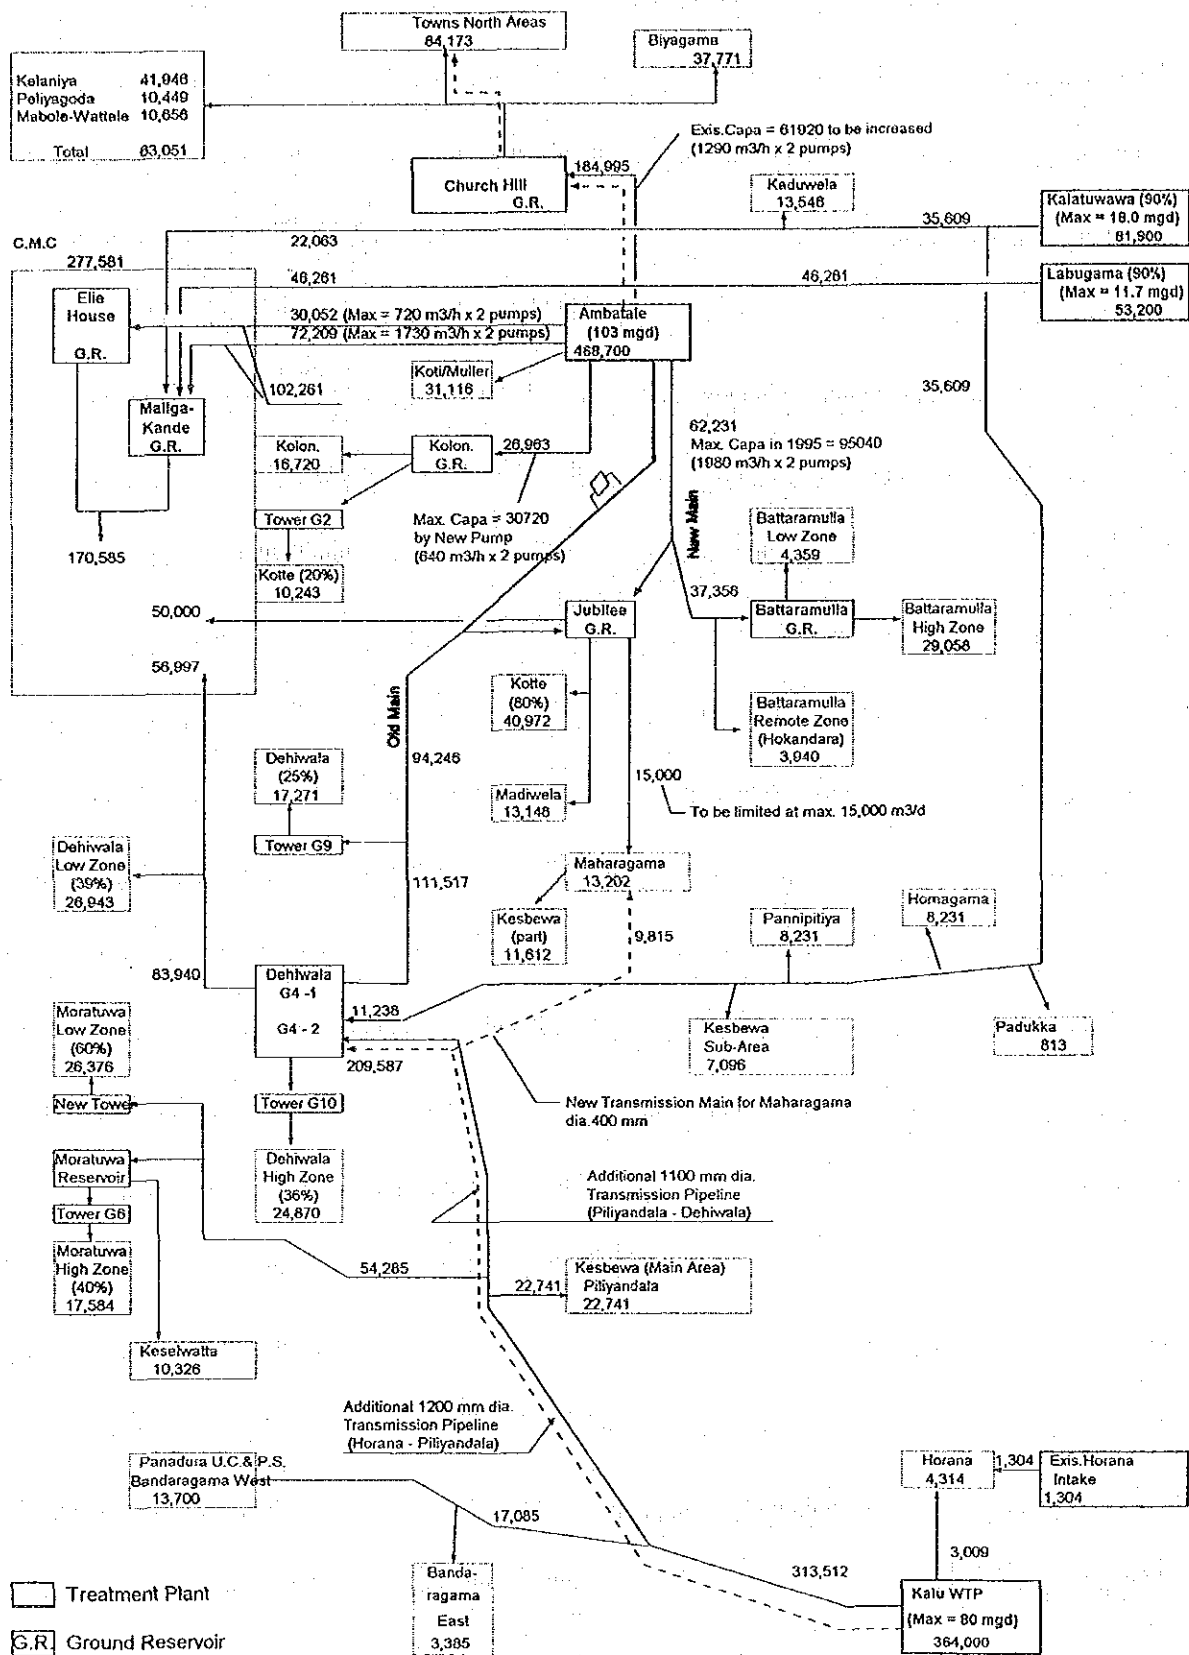 Towns North Areas
84,173
Biyagama
37,771
Kelaniya 41,946
Peliyagoda 10,449
Mabole-Wattele 10,656
Total 63,051
Exis.Capa = 61920 to be increased
(1290 m3/h x 2 pumps)
184,995
Church Hill
G.R.
Kaduwela
13,546
35,609
Kalatuwawa (90%)
(Max = 18.0 mgd)
81,900
C.M.C
277,581
22,063
46,261
46,261
Labugama (90%)
(Max = 11.7 mgd)
53,200
Elie
House
G.R.
30,052 (Max = 720 m3/h x 2 pumps)
72,209 (Max = 1730 m3/h x 2 pumps)
Ambatale
(103 mgd)
468,700
Koti/Muller
31,116
102,261
35,609
Maliga-
Kande
G.R.
Kolon.
16,720
Kolon.
G.R.
26,963
62,231
Max. Capa in 1995 = 95040
(1980 m3/h x 2 pumps)
Tower G2
Max. Capa = 30720
by New Pump
(640 m3/h x 2 pumps)
New Main
Battaramulla
Low Zone
4,359
170,585
Kotte (20%)
10,243
37,356
50,000
Jubilee
G.R.
Battaramulla
G.R.
Battaramulla
High Zone
29,058
56,997
Kotte
(80%)
40,972
Battaramulla
Remote Zone
(Hokandara)
3,940
Old Main
94,246
Dehiwala
(25%)
17,271
15,000
Madiwela
13,148
To be limited at max. 15,000 m3/d
Tower G9
Dehiwala
Low Zone
(39%)
26,943
111,517
Maharagama
13,202
Kesbewa
(part)
11,612
9,815
Pannipitiya
8,231
Homagama
8,231
83,940
Dehiwala
G4 -1
G4 - 2
11,238
Moratuwa
Low Zone
(60%)
26,376
209,587
Kesbewa
Sub-Area
7,096
Padukka
813
New Towe
Tower G10
New Transmission Main for Maharagama
dia.400 mm
Moratuwa
Reservoir
Dehiwala
High Zone
(36%)
24,870
Additional 1100 mm dia.
Transmission Pipeline
(Piliyandala - Dehiwala)
Tower G6
Moratuwa
High Zone
(40%)
17,584
54,285
22,741
Kesbewa (Main Area)
Piliyandala
22,741
Keselwatta
10,326
Additional 1200 mm dia.
Transmission Pipeline
(Horana - Piliyandala)
Panadura U.C.& P.S.
Bandaragama West
13,700
Horana
4,314
1,304
Exis.Horana
Intake
1,304
17,085
3,009
313,512
Banda-
ragama
East
3,385
Kalu WTP
(Max = 80 mgd)
364,000
Treatment Plant
G.R. Ground Reservoir